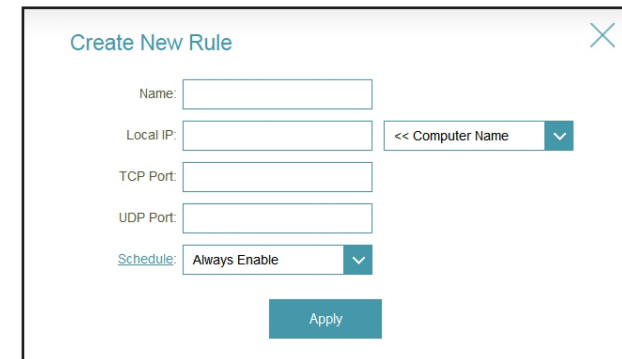 Create New Rule
Name:
Local IP: << Computer Name
TCP Port:
UDP Port:
Schedule: Always Enable
Apply